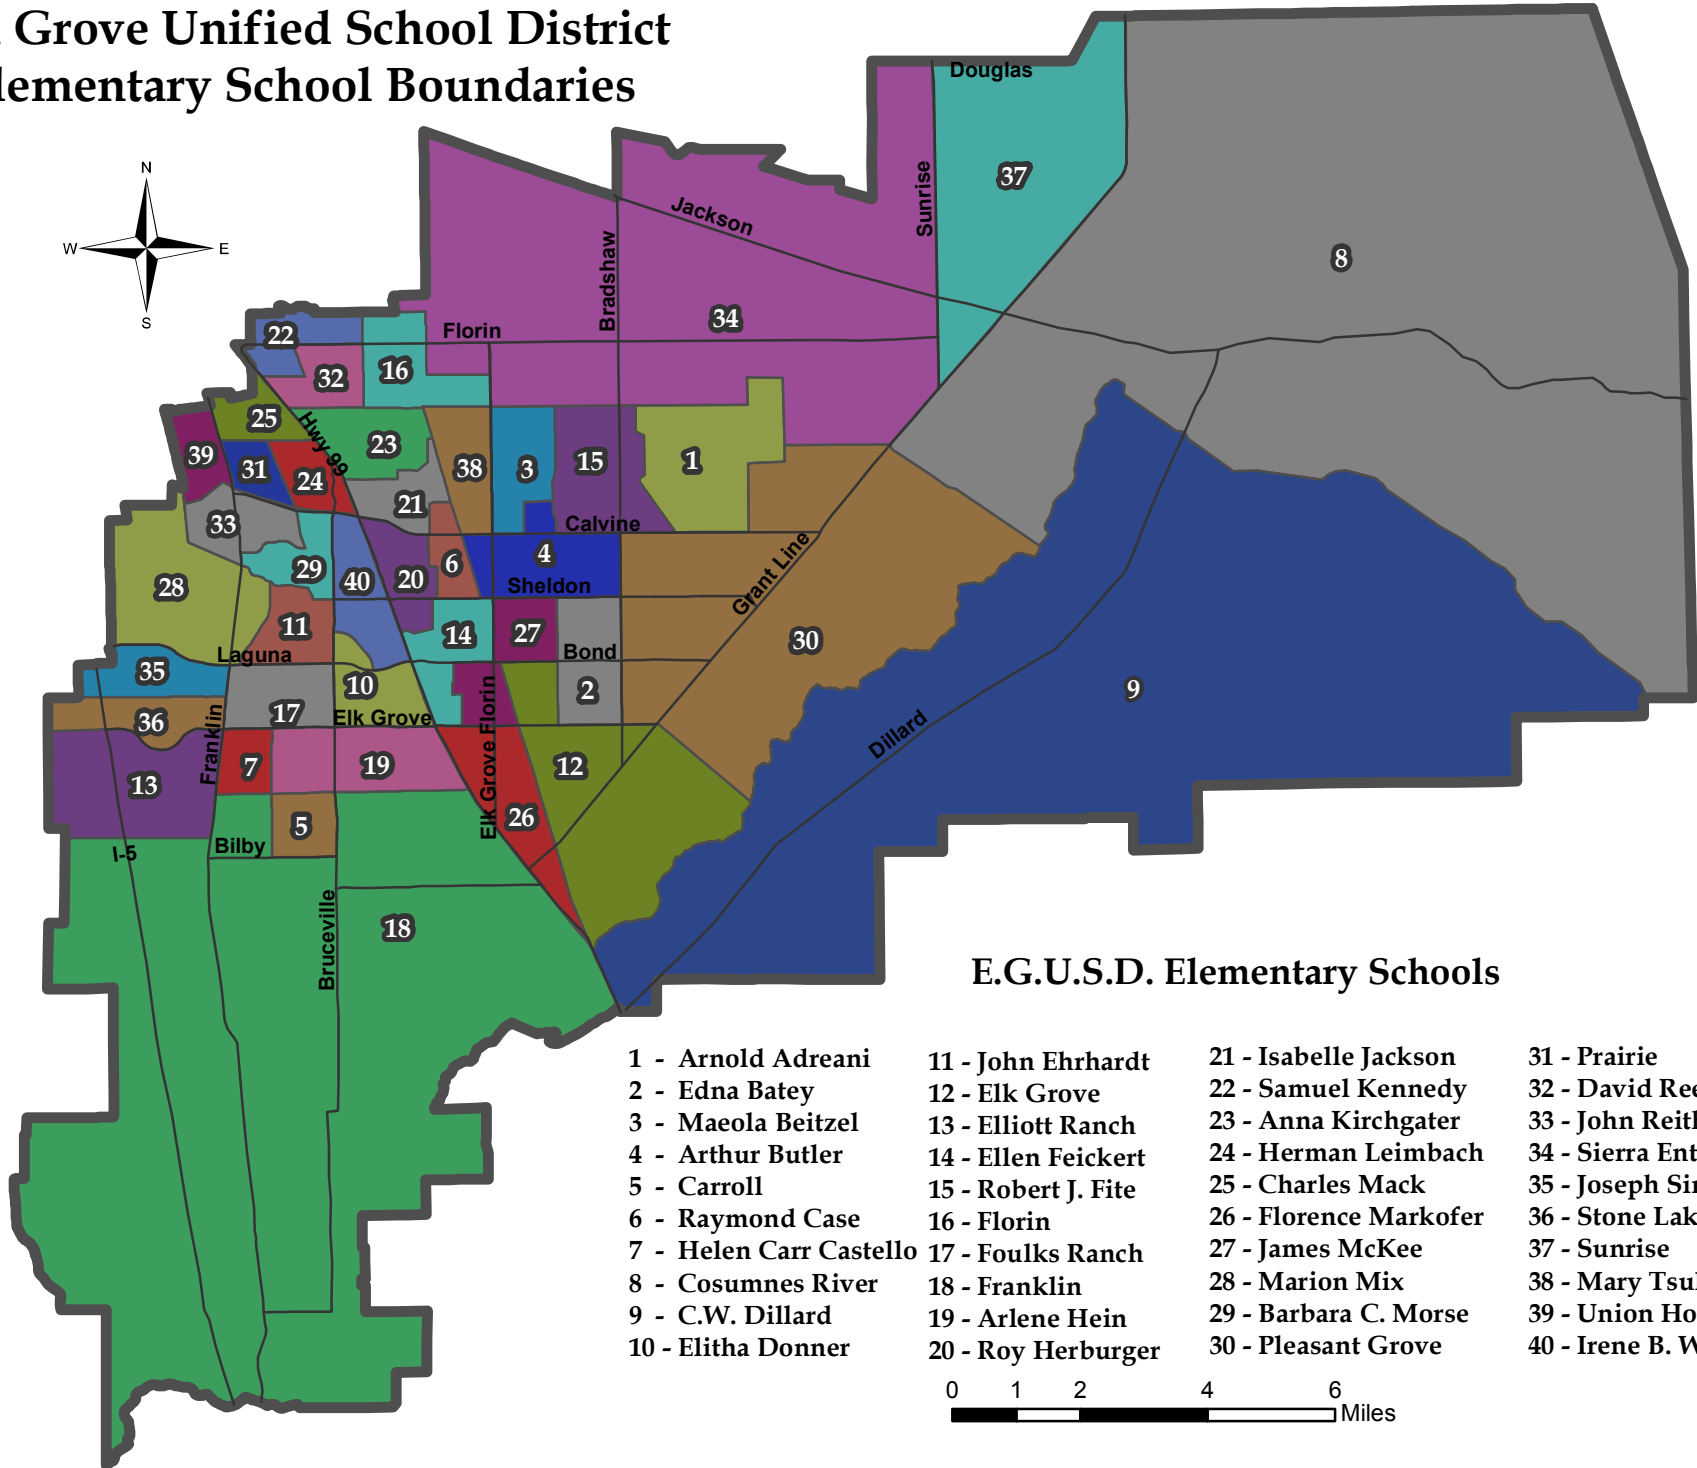 Grove Unified School District
lementary School Boundaries
N
W
E
S
Douglas
Sunrise
37
8
Jackson
Bradshaw
34
Florin
22
32
16
25
Hwy 99
23
39
31
24
38
3
15
1
21
33
Calvine
29
40
20
6
4
Sheldon
28
Grant Line
11
14
27
30
Laguna
Bond
35
10
2
9
36
17
Elk Grove
Franklin
Elk Grove Florin
Dillard
13
7
19
12
5
26
I-5
Bilby
Bruceville
18
E.G.U.S.D. Elementary Schools
1 - Arnold Adreani
2 - Edna Batey
3 - Maeola Beitzel
4 - Arthur Butler
5 - Carroll
6 - Raymond Case
7 - Helen Carr Castello
8 - Cosumnes River
9 - C.W. Dillard
10 - Elitha Donner
11 - John Ehrhardt
12 - Elk Grove
13 - Elliott Ranch
14 - Ellen Feickert
15 - Robert J. Fite
16 - Florin
17 - Foulks Ranch
18 - Franklin
19 - Arlene Hein
20 - Roy Herburger
21 - Isabelle Jackson
22 - Samuel Kennedy
23 - Anna Kirchgater
24 - Herman Leimbach
25 - Charles Mack
26 - Florence Markofer
27 - James McKee
28 - Marion Mix
29 - Barbara C. Morse
30 - Pleasant Grove
31 - Prairie
32 - David Ree
33 - John Reit
34 - Sierra Ent
35 - Joseph Si
36 - Stone Lak
37 - Sunrise
38 - Mary Tsu
39 - Union Ho
40 - Irene B. W
0 1 2 4 6
Miles